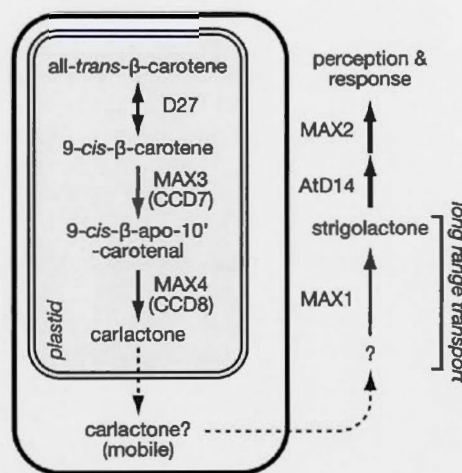 all-trans-β-carotene
D27
9-cis-β-carotene
MAX3
(CCD7)
9-cis-β-apo-10'
-carotenal
MAX4
(CCD8)
carlactone
plastid
carlactone?
(mobile)
perception &
response
MAX2
AtD14
strigolactone
MAX1
?
long range transport